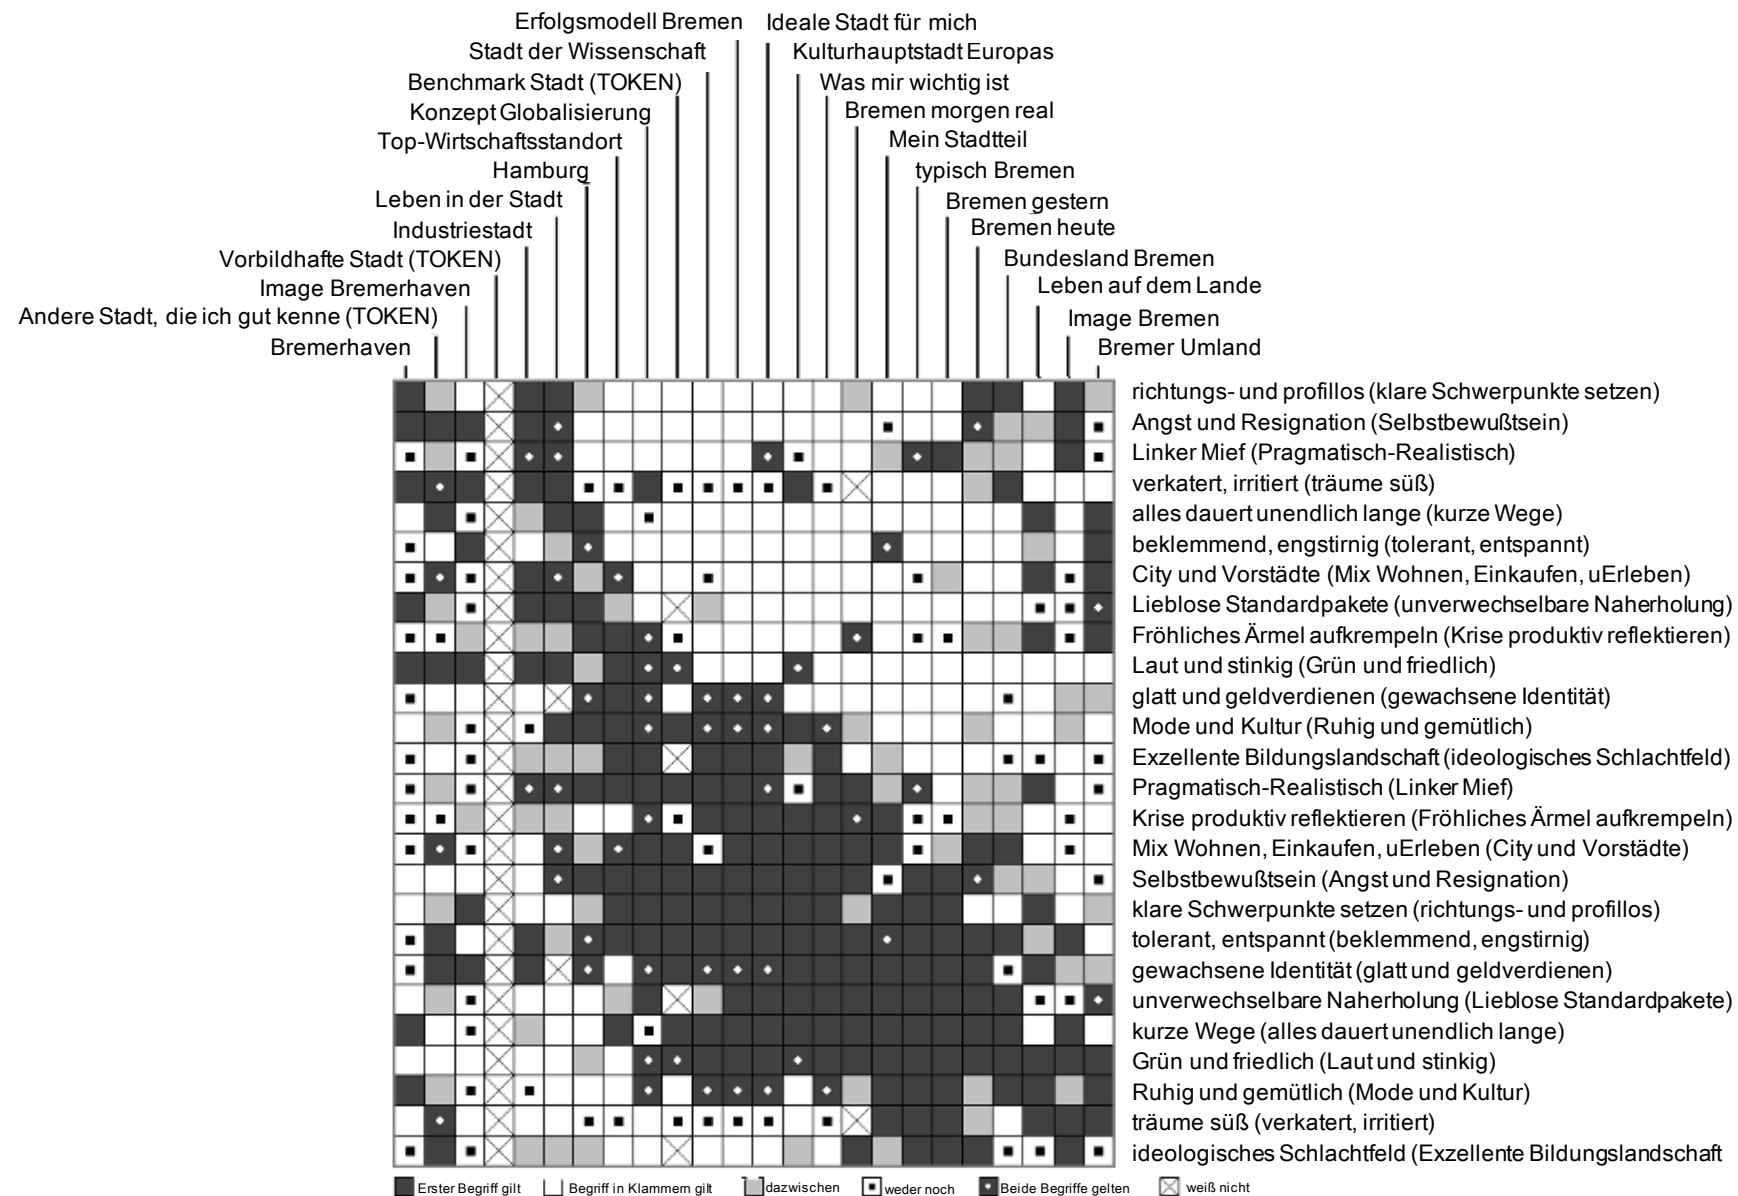 Erfolgsmodell Bremen
Ideale Stadt für mich
Stadt der Wissenschaft
Kulturhauptstadt Europas
Benchmark Stadt (TOKEN)
Was mir wichtig ist
Konzept Globalisierung
Bremen morgen real
Top-Wirtschaftsstandort
Mein Stadtteil
Hamburg
typisch Bremen
Leben in der Stadt
Bremen gestern
Industriestadt
Bremen heute
Vorbildhafte Stadt (TOKEN)
Bundesland Bremen
Image Bremerhaven
Leben auf dem Lande
Andere Stadt, die ich gut kenne (TOKEN)
Image Bremen
Bremerhaven
Bremer Umland
richtungs- und profillos (klare Schwerpunkte setzen)
Angst und Resignation (Selbstbewußtsein)
Linker Mief (Pragmatisch-Realistisch)
verkatert, irritiert (träume süß)
alles dauert unendlich lange (kurze Wege)
beklemmend, engstirnig (tolerant, entspannt)
City und Vorstädte (Mix Wohnen, Einkaufen, uErleben)
Lieblose Standardpakete (unverwechselbare Naherholung)
Fröhliches Ärmel aufkrempeln (Krise produktiv reflektieren)
Laut und stinkig (Grün und friedlich)
glatt und geldverdienen (gewachsene Identität)
Mode und Kultur (Ruhig und gemütlich)
Exzellente Bildungslandschaft (ideologisches Schlachtfeld)
Pragmatisch-Realistisch (Linker Mief)
Krise produktiv reflektieren (Fröhliches Ärmel aufkrempeln)
Mix Wohnen, Einkaufen, uErleben (City und Vorstädte)
Selbstbewußtsein (Angst und Resignation)
klare Schwerpunkte setzen (richtungs- und profillos)
tolerant, entspannt (beklemmend, engstirnig)
gewachsene Identität (glatt und geldverdienen)
unverwechselbare Naherholung (Lieblose Standardpakete)
kurze Wege (alles dauert unendlich lange)
Grün und friedlich (Laut und stinkig)
Ruhig und gemütlich (Mode und Kultur)
träume süß (verkatert, irritiert)
ideologisches Schlachtfeld (Exzellente Bildungslandschaft
Erster Begriff gilt Begriff in Klammern gilt dazwischen weder noch Beide Begriffe gelten weiß nicht